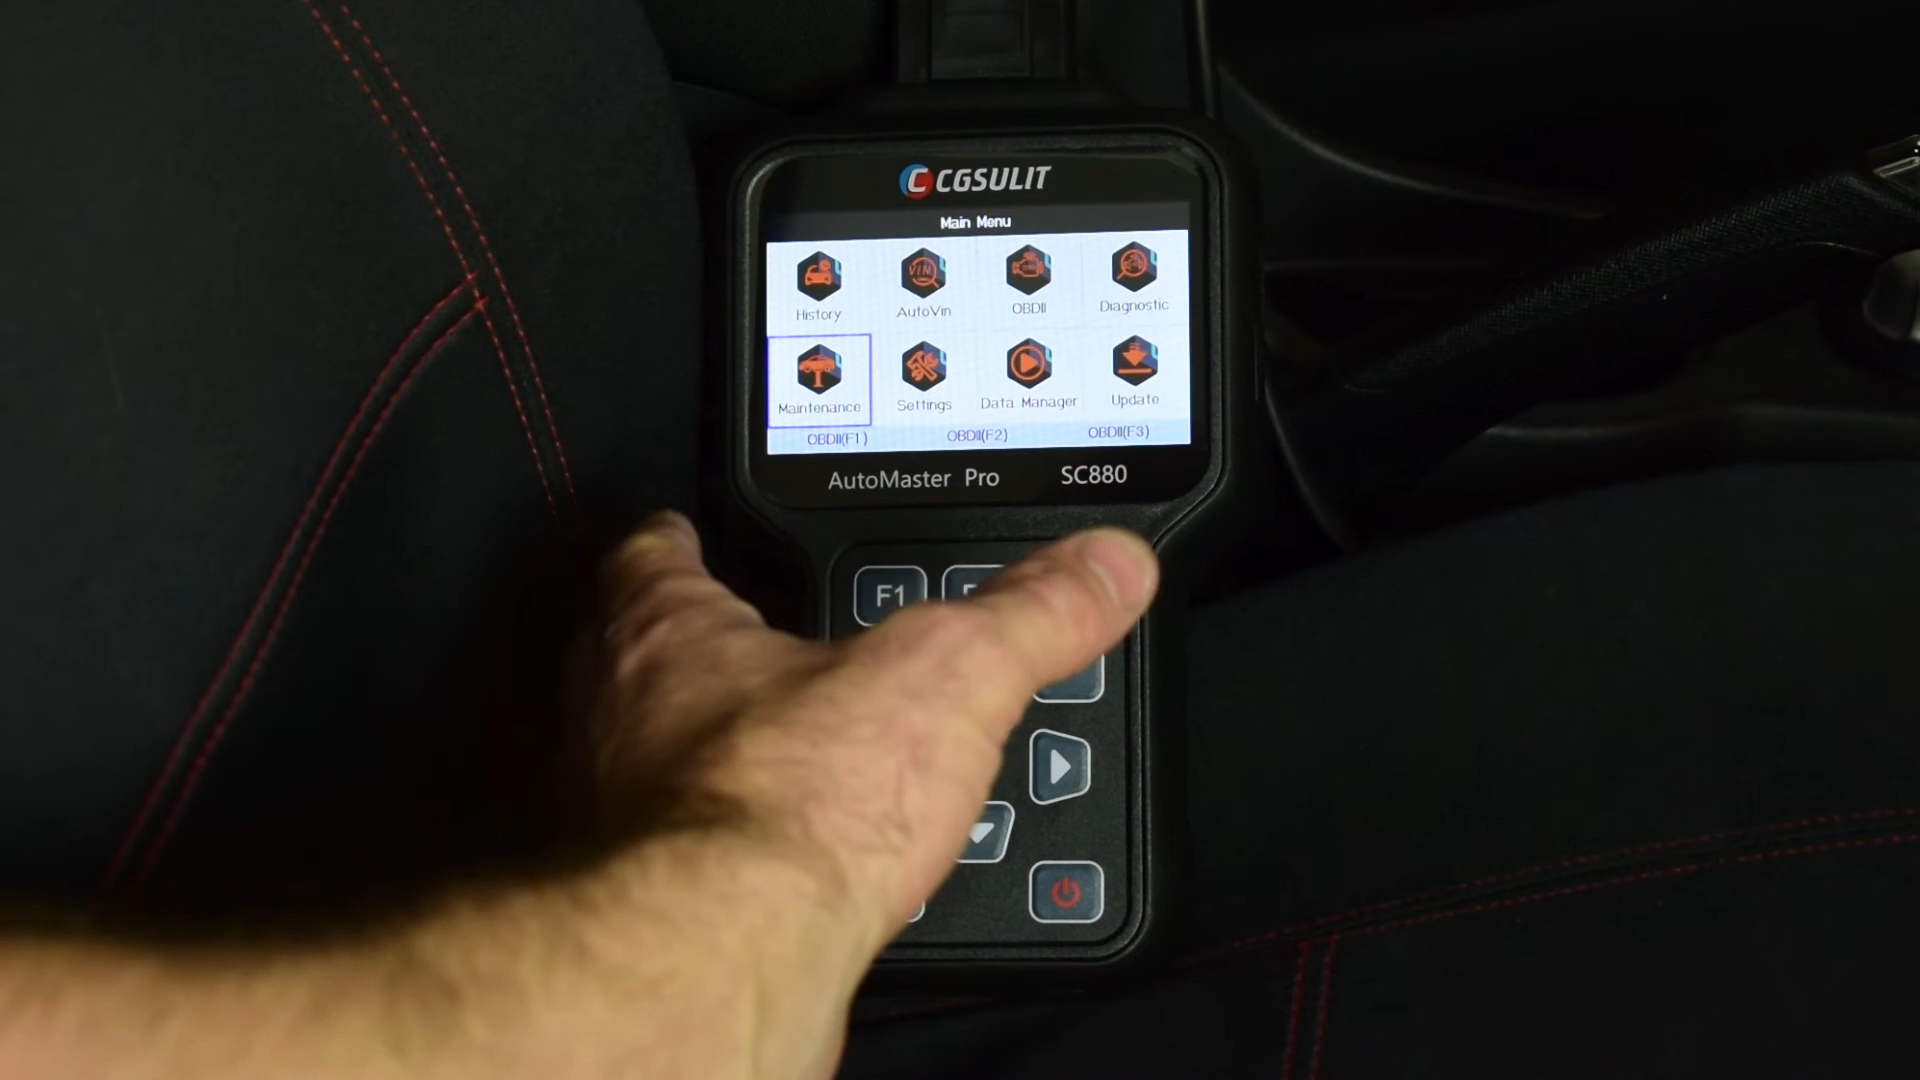 C CGSULIT
Main Menu
History AutoVin OBDII Diagnostic
Maintenance Settings Data Manager Update
OBDII(F1) OBDII(F2) OBDII(F3)
AutoMaster Pro SC880
F1